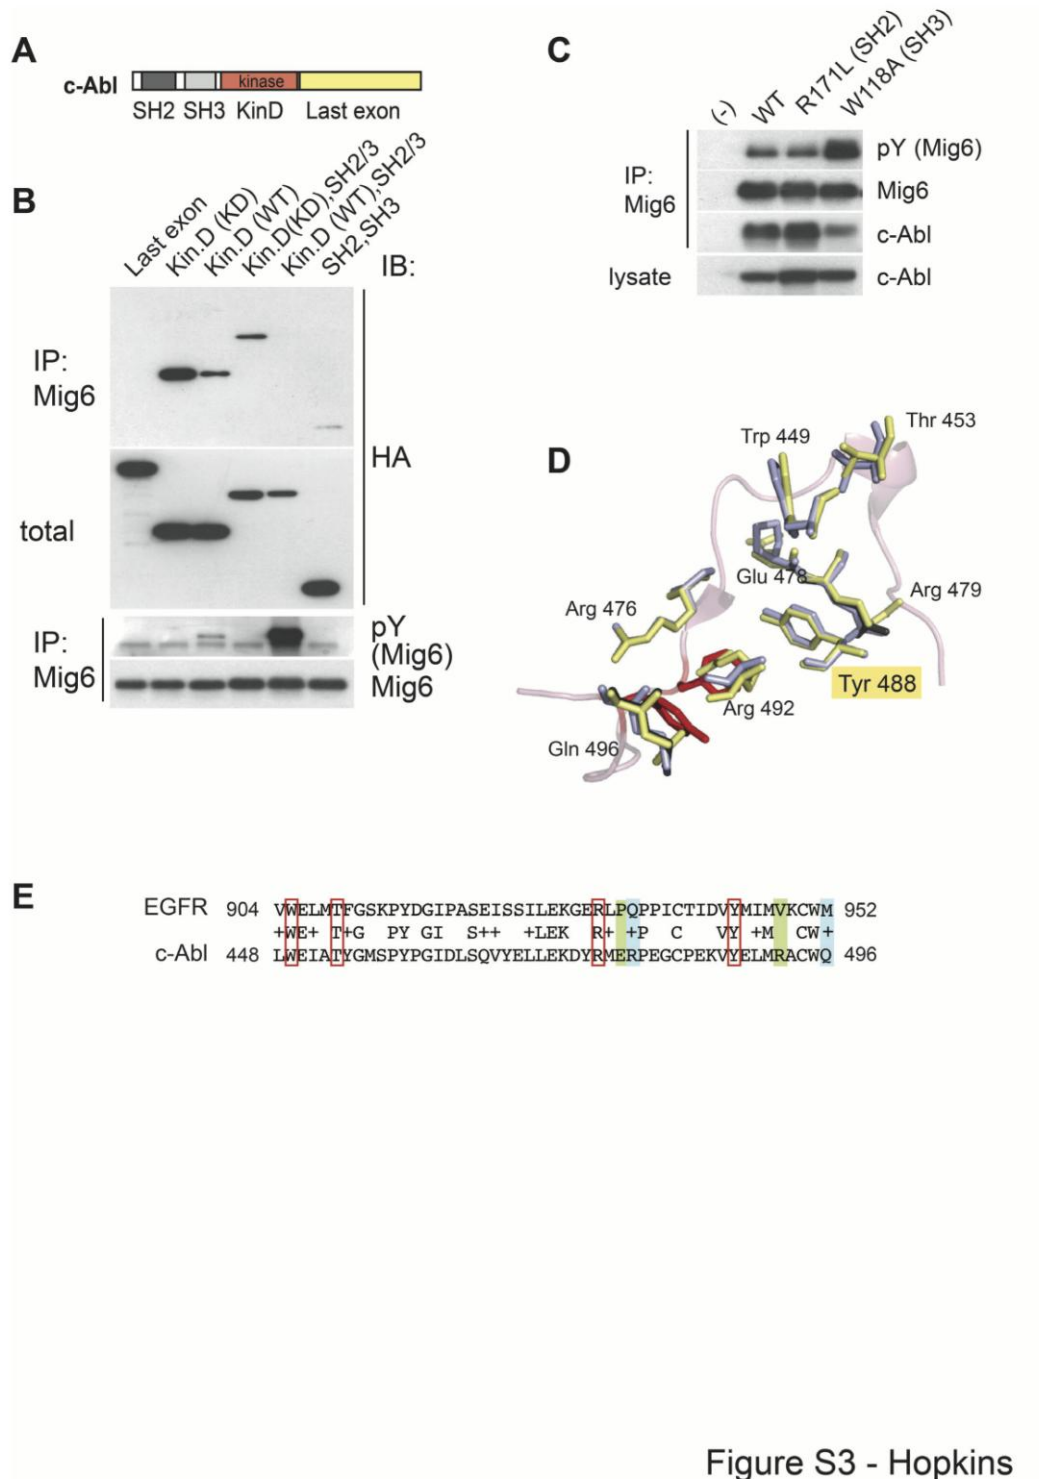 A
c-Abl
kinase
SH2 SH3 KinD Last exon
B
Last exon
Kin.D (KD)
Kin.D (WT)
Kin.D(KD),SH2/3
Kin.D (WT),SH2/3
SH2,SH3
IB:
IP:
Mig6
HA
total
IP:
Mig6
pY
(Mig6)
Mig6
C
(-)
WT
R171L (SH2)
W118A (SH3)
IP:
Mig6
pY (Mig6)
Mig6
c-Abl
lysate
c-Abl
D
Trp 449
Thr 453
Glu 478
Arg 479
Arg 476
Tyr 488
Arg 492
Gln 496
E
EGFR 904 VWELMTFGSKPYDGIPASEISSILEKGERLPQPPICTIDVYMIMVKCWM 952
+WE+ T+G PY GI S++ +LEK R+ +P C VY +M CW+
c-Abl 448 LWEIATYGMSPYPGIDLSQVYELLEKDYRMERPEGCPEKVYELMRACWQ 496
Figure S3 - Hopkins